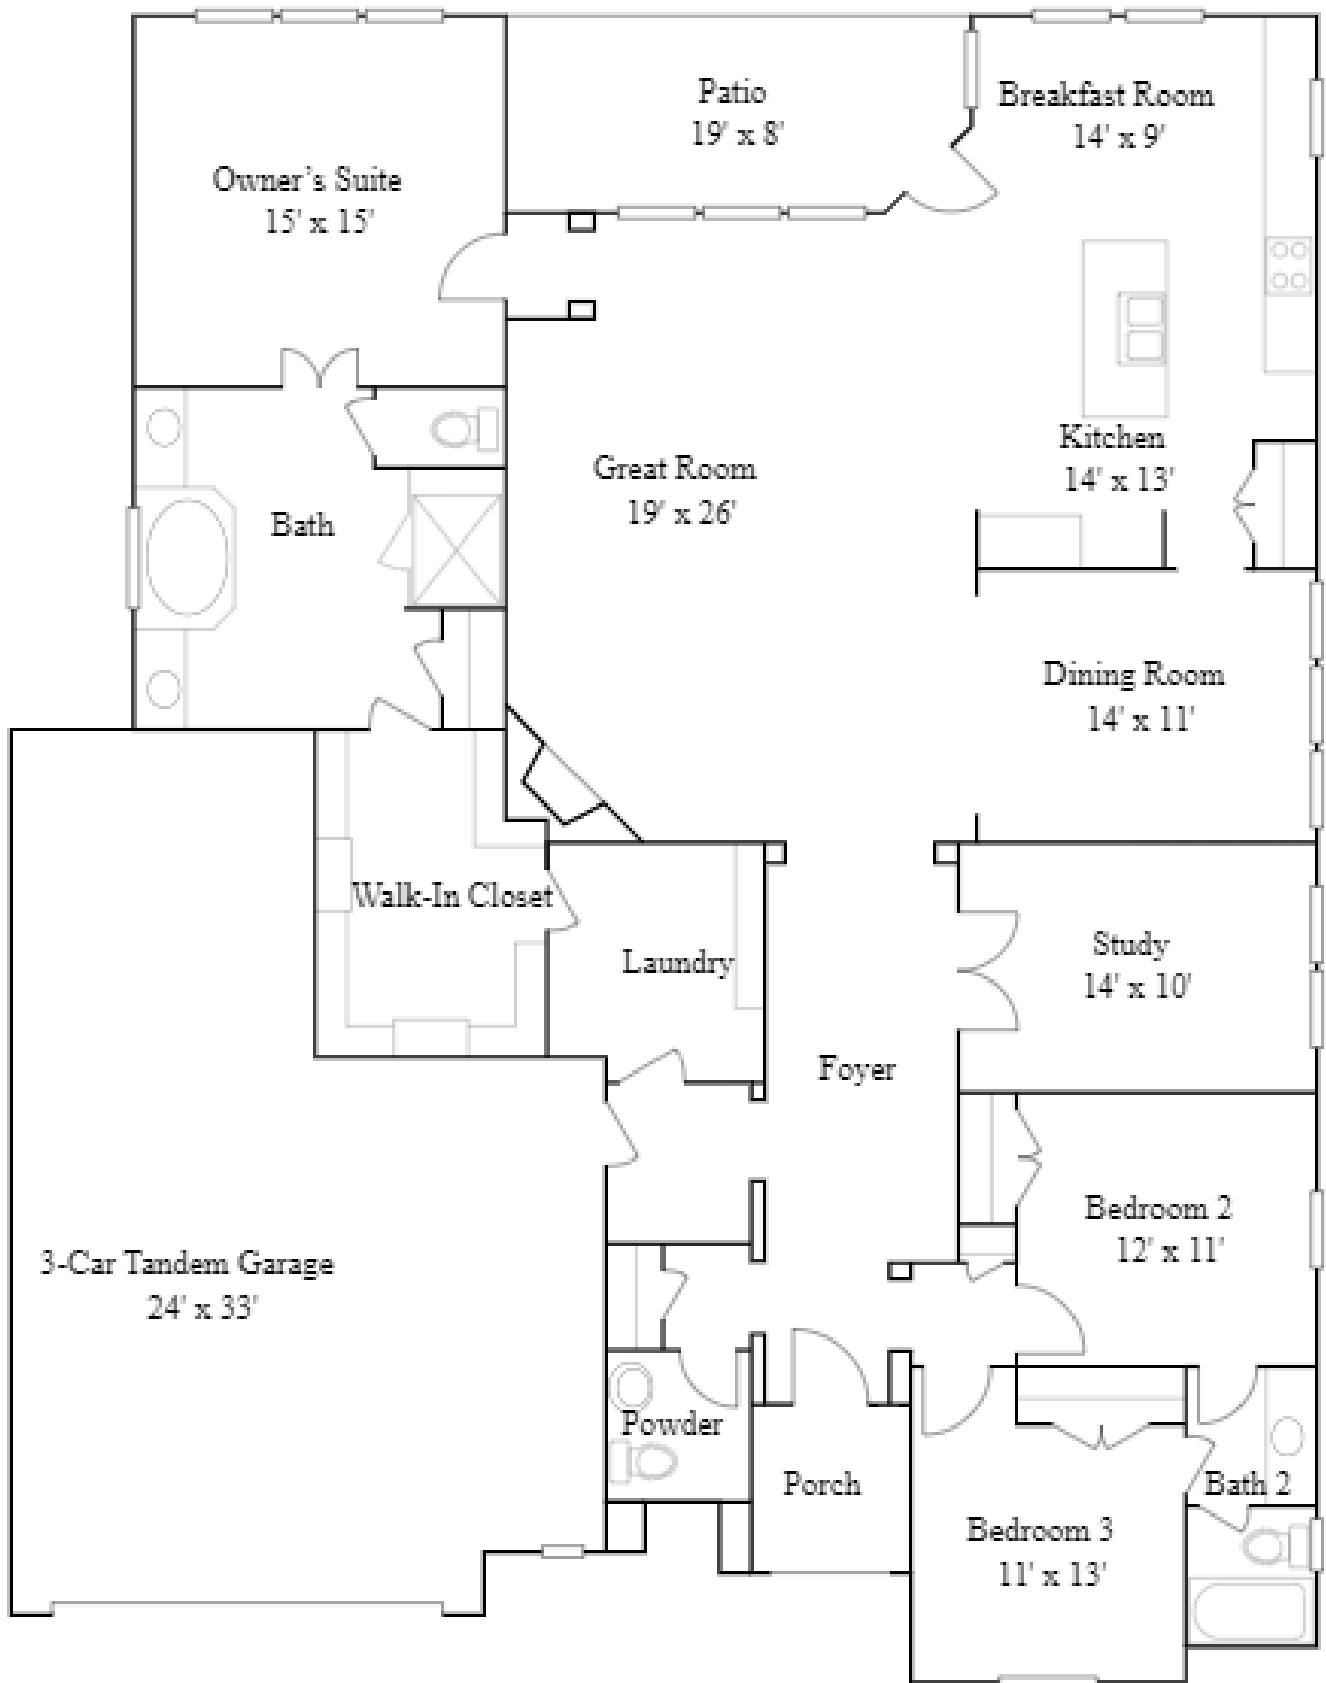 Patio
19' x 8'
Breakfast Room
14' x 9'
Owner's Suite
15' x 15'
Kitchen
14' x 13'
Great Room
19' x 26'
Bath
Dining Room
14' x 11'
Walk-In Closet
Laundry
Study
14' x 10'
Foyer
Bedroom 2
12' x 11'
3-Car Tandem Garage
24' x 33'
Powder
Porch
Bath 2
Bedroom 3
11' x 13'